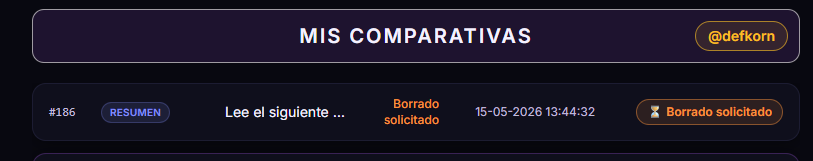 MIS COMPARATIVAS
@defkorn
#186
RESUMEN
Lee el siguiente ...
Borrado
solicitado
15-05-2026 13:44:32
⏳ Borrado solicitado